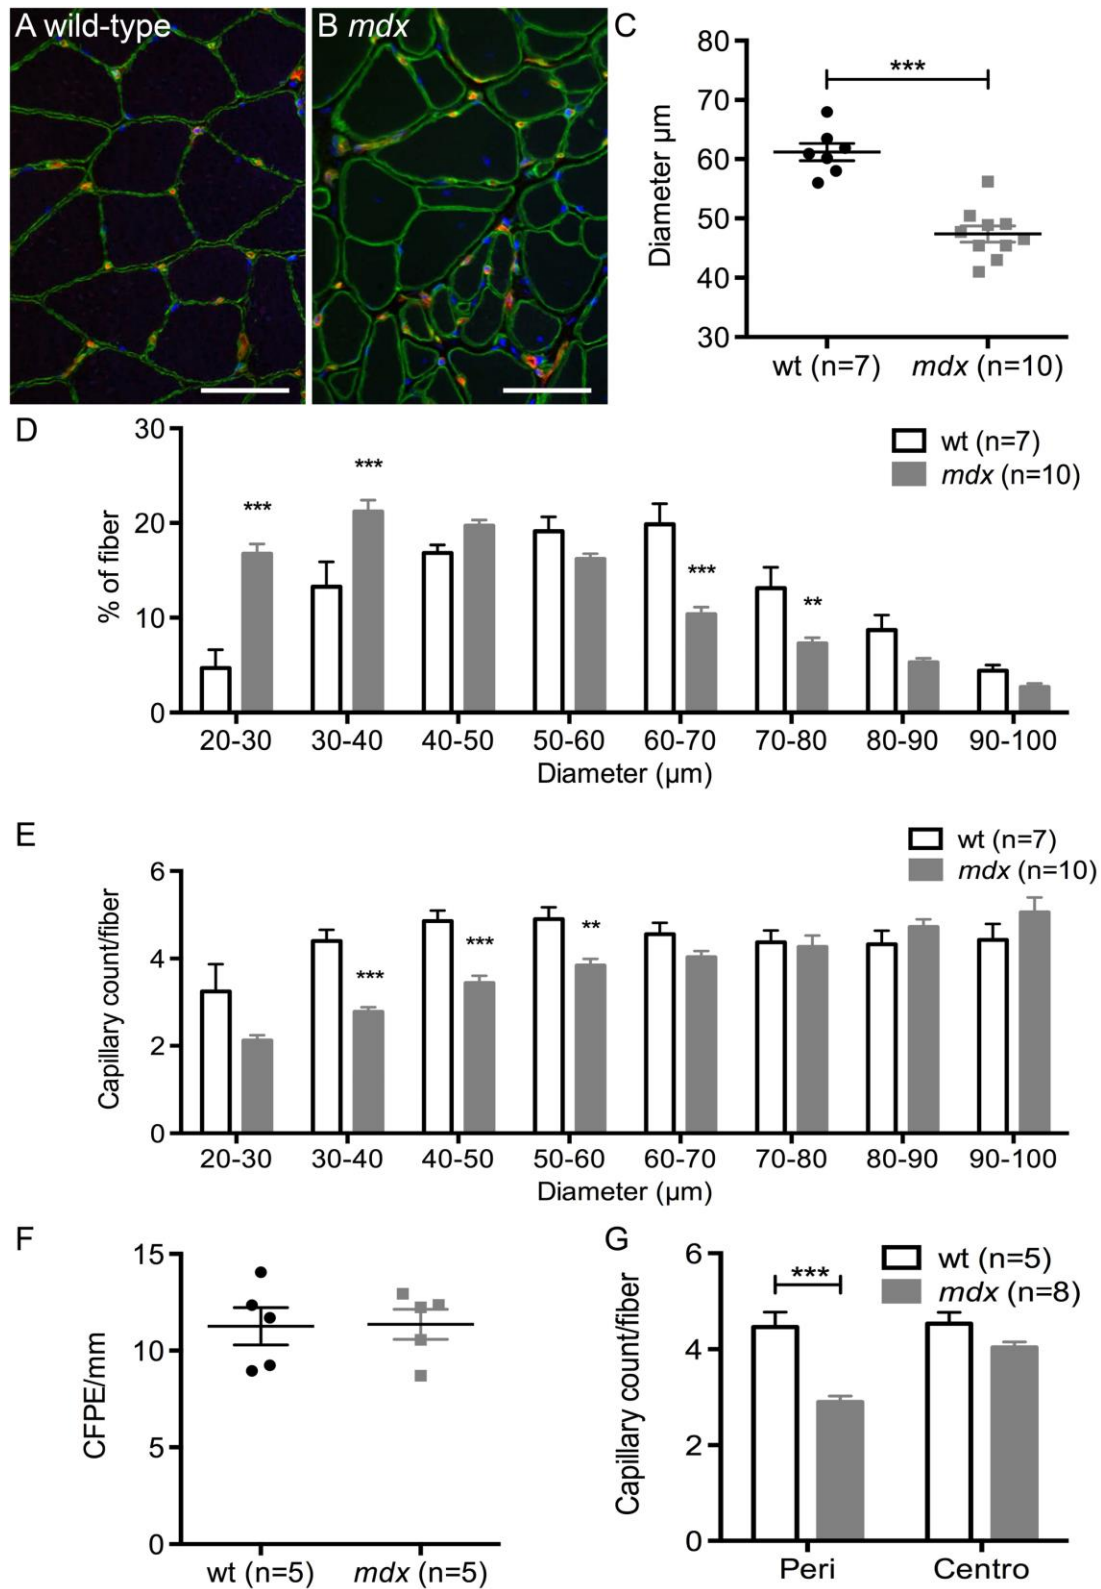 A wild-type
B mdx
C
80
70
60
50
40
30
Diameter µm
***
wt (n=7)
mdx (n=10)
D
30
20
10
0
% of fiber
***
***
***
**
wt (n=7)
mdx (n=10)
20-30
30-40
40-50
50-60
60-70
70-80
80-90
90-100
Diameter (µm)
E
6
4
2
0
Capillary count/fiber
***
***
**
wt (n=7)
mdx (n=10)
20-30
30-40
40-50
50-60
60-70
70-80
80-90
90-100
Diameter (µm)
F
15
10
5
0
CFPE/mm
wt (n=5)
mdx (n=5)
G
6
4
2
0
Capillary count/fiber
***
wt (n=5)
mdx (n=8)
Peri
Centro